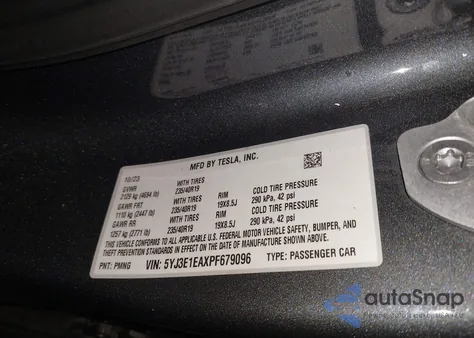 MFD BY TESLA, INC.
10/23
GVWR
2129 kg (4694 lb)
WITH TIRES
235/40R19
GAWR FRT
1110 kg (2447 lb)
WITH TIRES
235/40R19
RIM
19X8.5J
COLD TIRE PRESSURE
290 kPa, 42 psi
GAWR RR
1257 kg (2771 lb)
WITH TIRES
235/40R19
RIM
19X8.5J
COLD TIRE PRESSURE
290 kPa, 42 psi
THIS VEHICLE CONFORMS TO ALL APPLICABLE U.S. FEDERAL MOTOR VEHICLE SAFETY, BUMPER, AND
THEFT PREVENTION STANDARDS IN EFFECT ON THE DATE OF MANUFACTURE SHOWN ABOVE.
PNT: PMNG VIN: 5YJ3E1EAXPF679096 TYPE: PASSENGER CAR
autoSnap